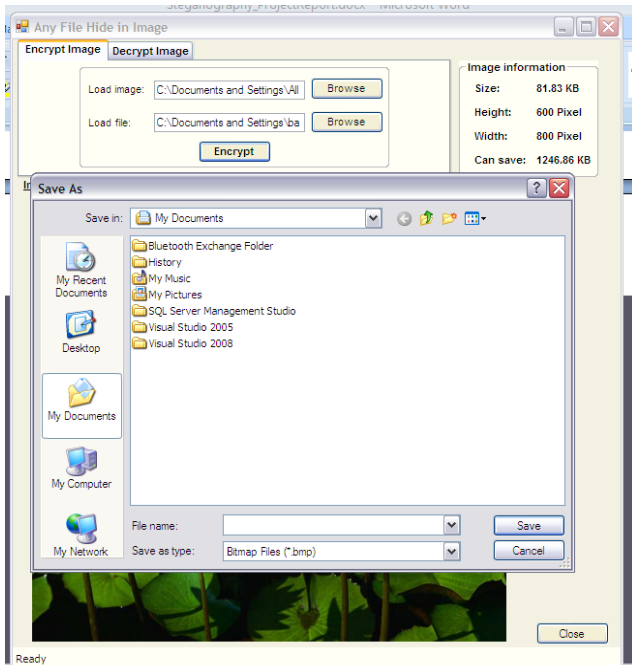 Steganography_ProjectReport.docx - Microsoft Word
Any File Hide in Image
Encrypt Image Decrypt Image
Load image: C:\Documents and Settings\All Browse
Load file: C:\Documents and Settings\ba Browse
Encrypt
Image information
Size: 81.83 KB
Height: 600 Pixel
Width: 800 Pixel
Can save: 1246.86 KB
Save As
Save in: My Documents
My Recent Documents
Desktop
My Documents
My Computer
My Network
Bluetooth Exchange Folder
History
My Music
My Pictures
SQL Server Management Studio
Visual Studio 2005
Visual Studio 2008
File name: Save
Save as type: Bitmap Files (*.bmp) Cancel
Close
Ready